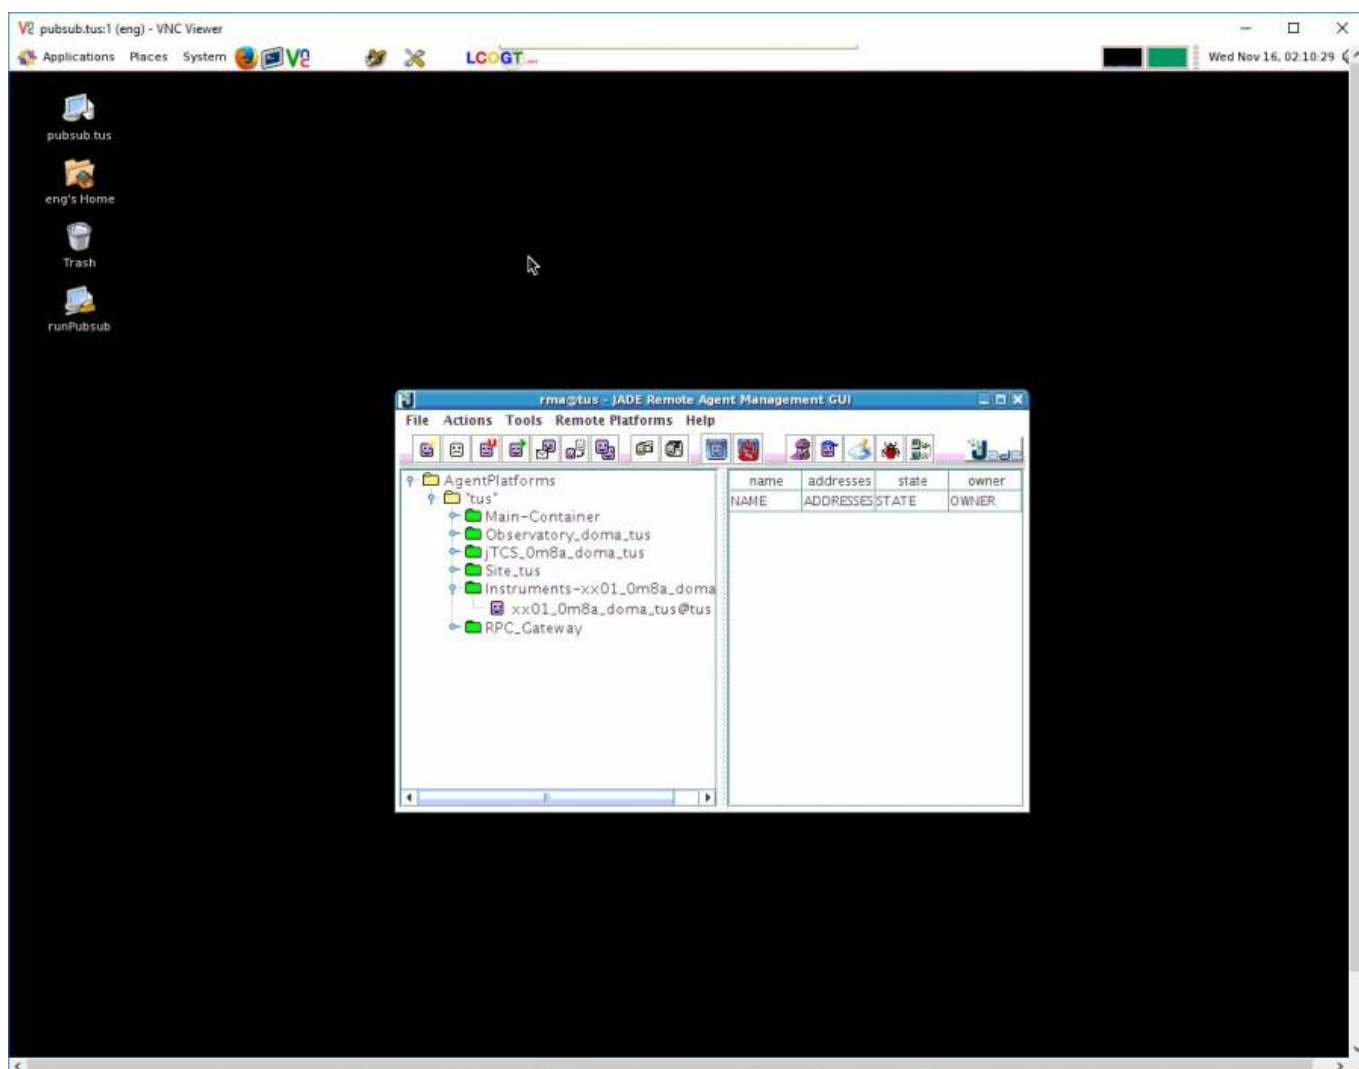 pubsub.tus:1 (eng) - VNC Viewer
Applications Places System LCOGT Wed Nov 16, 02:10:29
pubsub.tus
eng's Home
Trash
runPubsub
rma@tus - JADE Remote Agent Management GUI
File Actions Tools Remote Platforms Help
Jade
AgentPlatforms
"tus"
Main-Container
Observatory_doma_tus
jTCS_0m8a_doma_tus
Site_tus
Instruments-xx01_0m8a_doma
xx01_0m8a_doma_tus@tus
RPC_Gateway
name addresses state owner
NAME ADDRESSES STATE OWNER